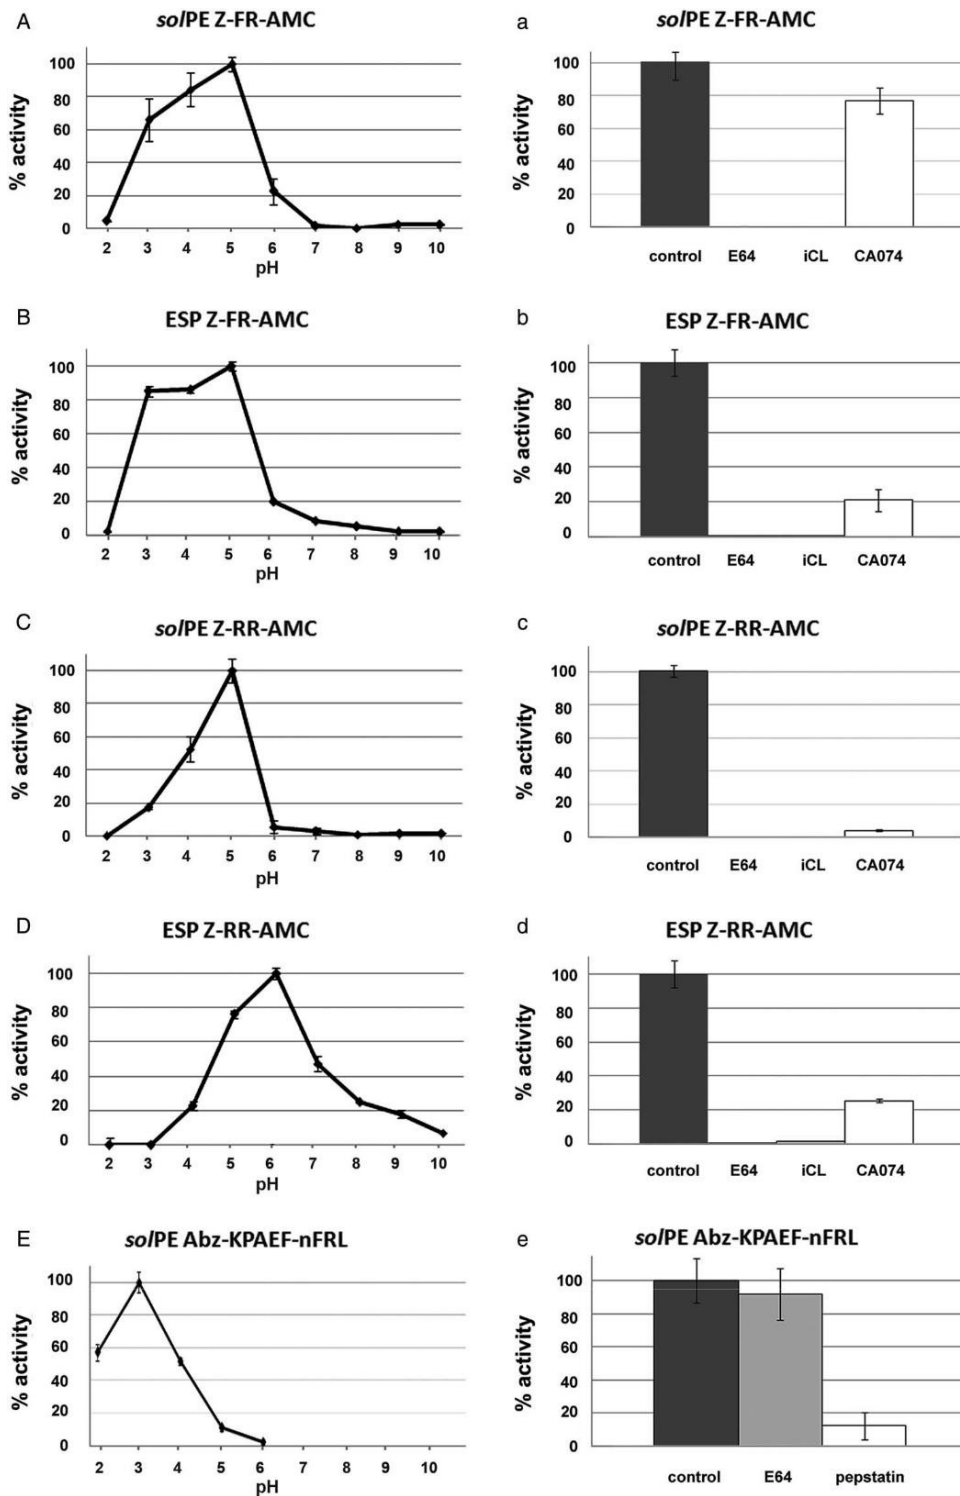 A
solPE Z-FR-AMC
% activity
100
80
60
40
20
0
2 3 4 5 6 7 8 9 10
pH
a
solPE Z-FR-AMC
% activity
100
80
60
40
20
0
control E64 iCL CA074
B
ESP Z-FR-AMC
% activity
100
80
60
40
20
0
2 3 4 5 6 7 8 9 10
pH
b
ESP Z-FR-AMC
% activity
100
80
60
40
20
0
control E64 iCL CA074
C
solPE Z-RR-AMC
% activity
100
80
60
40
20
0
2 3 4 5 6 7 8 9 10
pH
c
solPE Z-RR-AMC
% activity
100
80
60
40
20
0
control E64 iCL CA074
D
ESP Z-RR-AMC
% activity
100
80
60
40
20
0
2 3 4 5 6 7 8 9 10
pH
d
ESP Z-RR-AMC
% activity
100
80
60
40
20
0
control E64 iCL CA074
E
solPE Abz-KPAEF-nFRL
% activity
100
80
60
40
20
0
2 3 4 5 6 7 8 9 10
pH
e
solPE Abz-KPAEF-nFRL
% activity
100
80
60
40
20
0
control E64 pepstatin